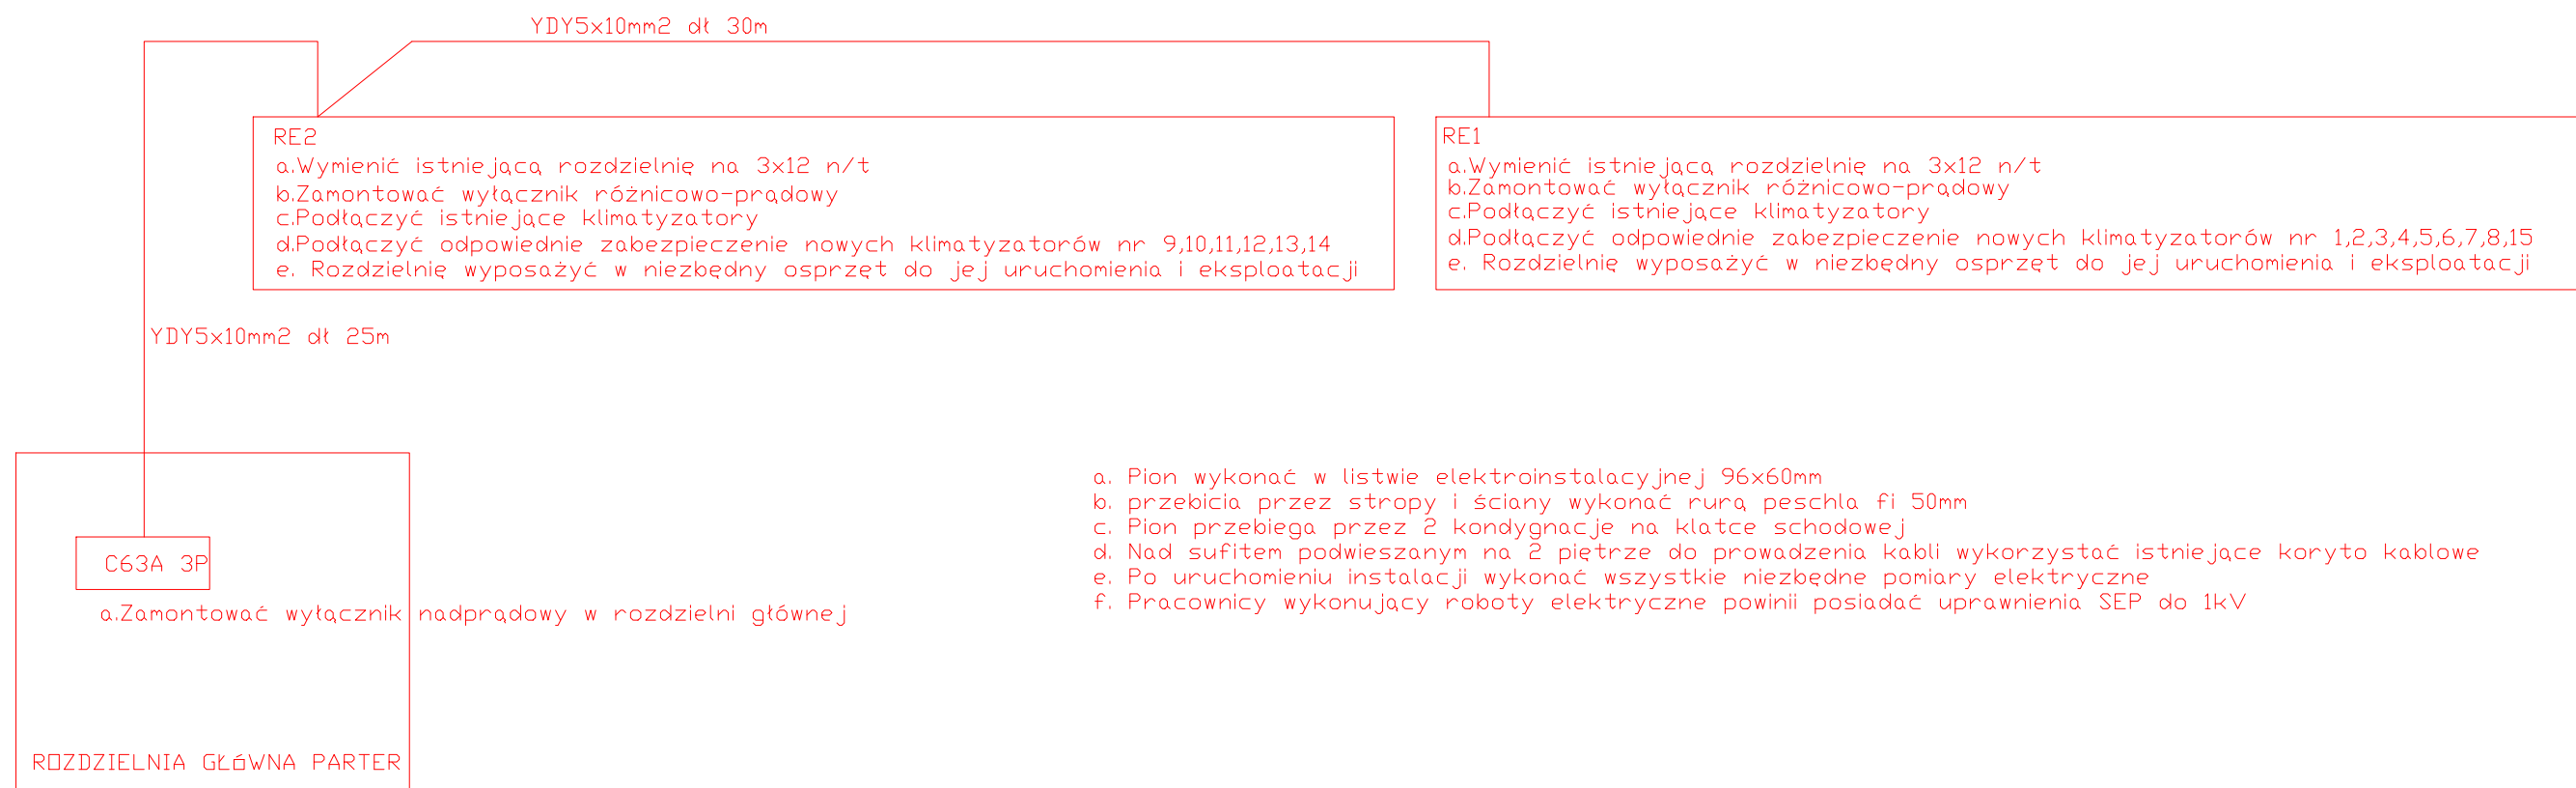 YDY5x10mm2 dł 30m
RE2
a.Wymienić istniejącą rozdzielnię na 3x12 n/t
b.Zamontować wyłącznik różnicowo-prądowy
c.Podłączyć istniejące klimatyzatory
d.Podłączyć odpowiednie zabezpieczenie nowych klimatyzatorów nr 9,10,11,12,13,14
e. Rozdzielnię wyposażyć w niezbędny osprzęt do jej uruchomienia i eksploatacji
RE1
a.Wymienić istniejącą rozdzielnię na 3x12 n/t
b.Zamontować wyłącznik różnicowo-prądowy
c.Podłączyć istniejące klimatyzatory
d.Podłączyć odpowiednie zabezpieczenie nowych klimatyzatorów nr 1,2,3,4,5,6,7,8,15
e. Rozdzielnię wyposażyć w niezbędny osprzęt do jej uruchomienia i eksploatacji
YDY5x10mm2 dł 25m
C63A 3P
a.Zamontować wyłącznik nadprądowy w rozdzielni głównej
ROZDZIELNIA GŁóWNA PARTER
a. Pion wykonać w listwie elektroinstalacyjnej 96x60mm
b. przebicia przez stropy i ściany wykonać rurą peschla fi 50mm
c. Pion przebiega przez 2 kondygnacje na klatce schodowej
d. Nad sufitem podwieszanym na 2 piętrze do prowadzenia kabli wykorzystać istniejące koryto kablowe
e. Po uruchomieniu instalacji wykonać wszystkie niezbędne pomiary elektryczne
f. Pracownicy wykonujący roboty elektryczne powinii posiadać uprawnienia SEP do 1kV